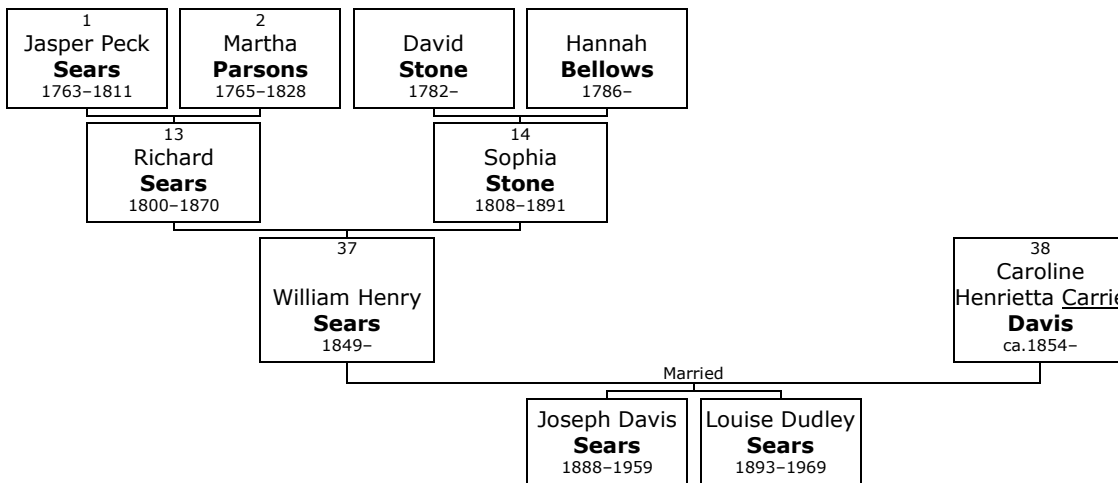 1
Jasper Peck
Sears
1763–1811
2
Martha
Parsons
1765–1828
David
Stone
1782–
Hannah
Bellows
1786–
13
Richard
Sears
1800–1870
14
Sophia
Stone
1808–1891
37
William Henry
Sears
1849–
38
Caroline
Henrietta Carrie
Davis
ca.1854–
Married
Joseph Davis
Sears
1888–1959
Louise Dudley
Sears
1893–1969